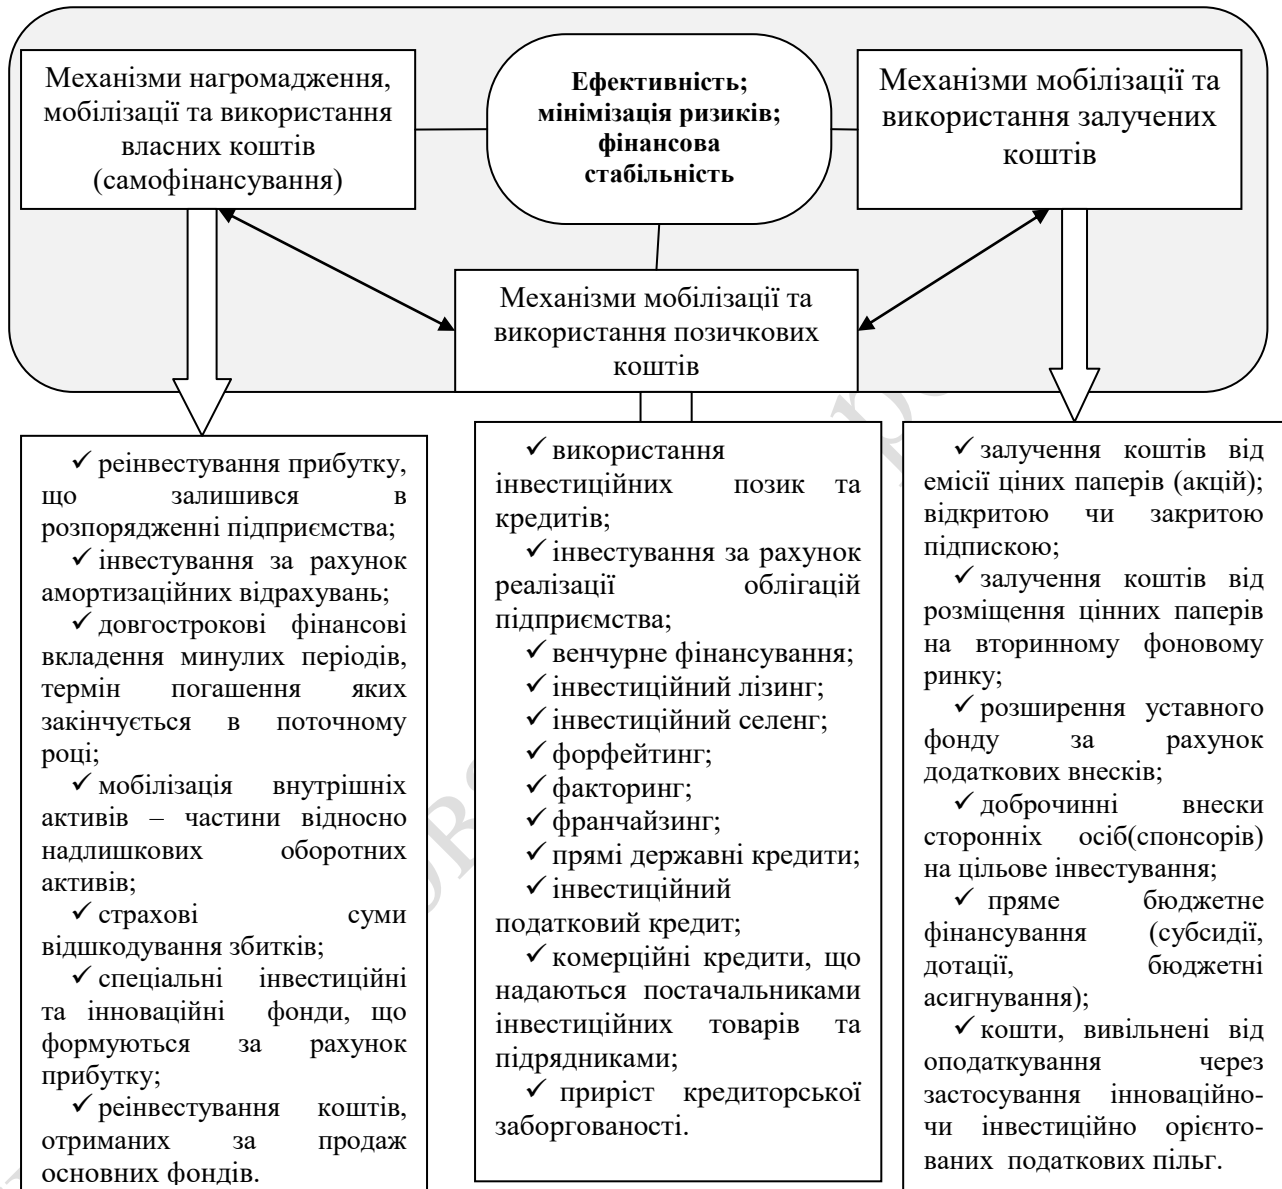 Механізми нагромадження,
мобілізації та використання
власних коштів
(самофінансування)
Ефективність;
мінімізація ризиків;
фінансова
стабільність
Механізми мобілізації та
використання залучених
коштів
Механізми мобілізації та
використання позичкових
коштів
✓ реінвестування прибутку,
що залишився в
розпорядженні підприємства;
✓ інвестування за рахунок
амортизаційних відрахувань;
✓ довгострокові фінансові
вкладення минулих періодів,
термін погашення яких
закінчується в поточному
році;
✓ мобілізація внутрішніх
активів – частини відносно
надлишкових оборотних
активів;
✓ страхові суми
відшкодування збитків;
✓ спеціальні інвестиційні
та інноваційні фонди, що
формуються за рахунок
прибутку;
✓ реінвестування коштів,
отриманих за продаж
основних фондів.
✓ використання
інвестиційних позик та
кредитів;
✓ інвестування за рахунок
реалізації облігацій
підприємства;
✓ венчурне фінансування;
✓ інвестиційний лізинг;
✓ інвестиційний селенг;
✓ форфейтинг;
✓ факторинг;
✓ франчайзинг;
✓ прямі державні кредити;
✓ інвестиційний
податковий кредит;
✓ комерційні кредити, що
надаються постачальниками
інвестиційних товарів та
підрядниками;
✓ приріст кредиторської
заборгованості.
✓ залучення коштів від
емісії ціних паперів (акцій);
відкритою чи закритою
підпискою;
✓ залучення коштів від
розміщення цінних паперів
на вторинному фоновому
ринку;
✓ розширення уставного
фонду за рахунок
додаткових внесків;
✓ доброчинні внески
сторонніх осіб(спонсорів)
на цільове інвестування;
✓ пряме бюджетне
фінансування (субсидії,
дотації, бюджетні
асигнування);
✓ кошти, вивільнені від
оподаткування через
застосування інноваційно-
чи інвестиційно орієнто-
ваних податкових пільг.